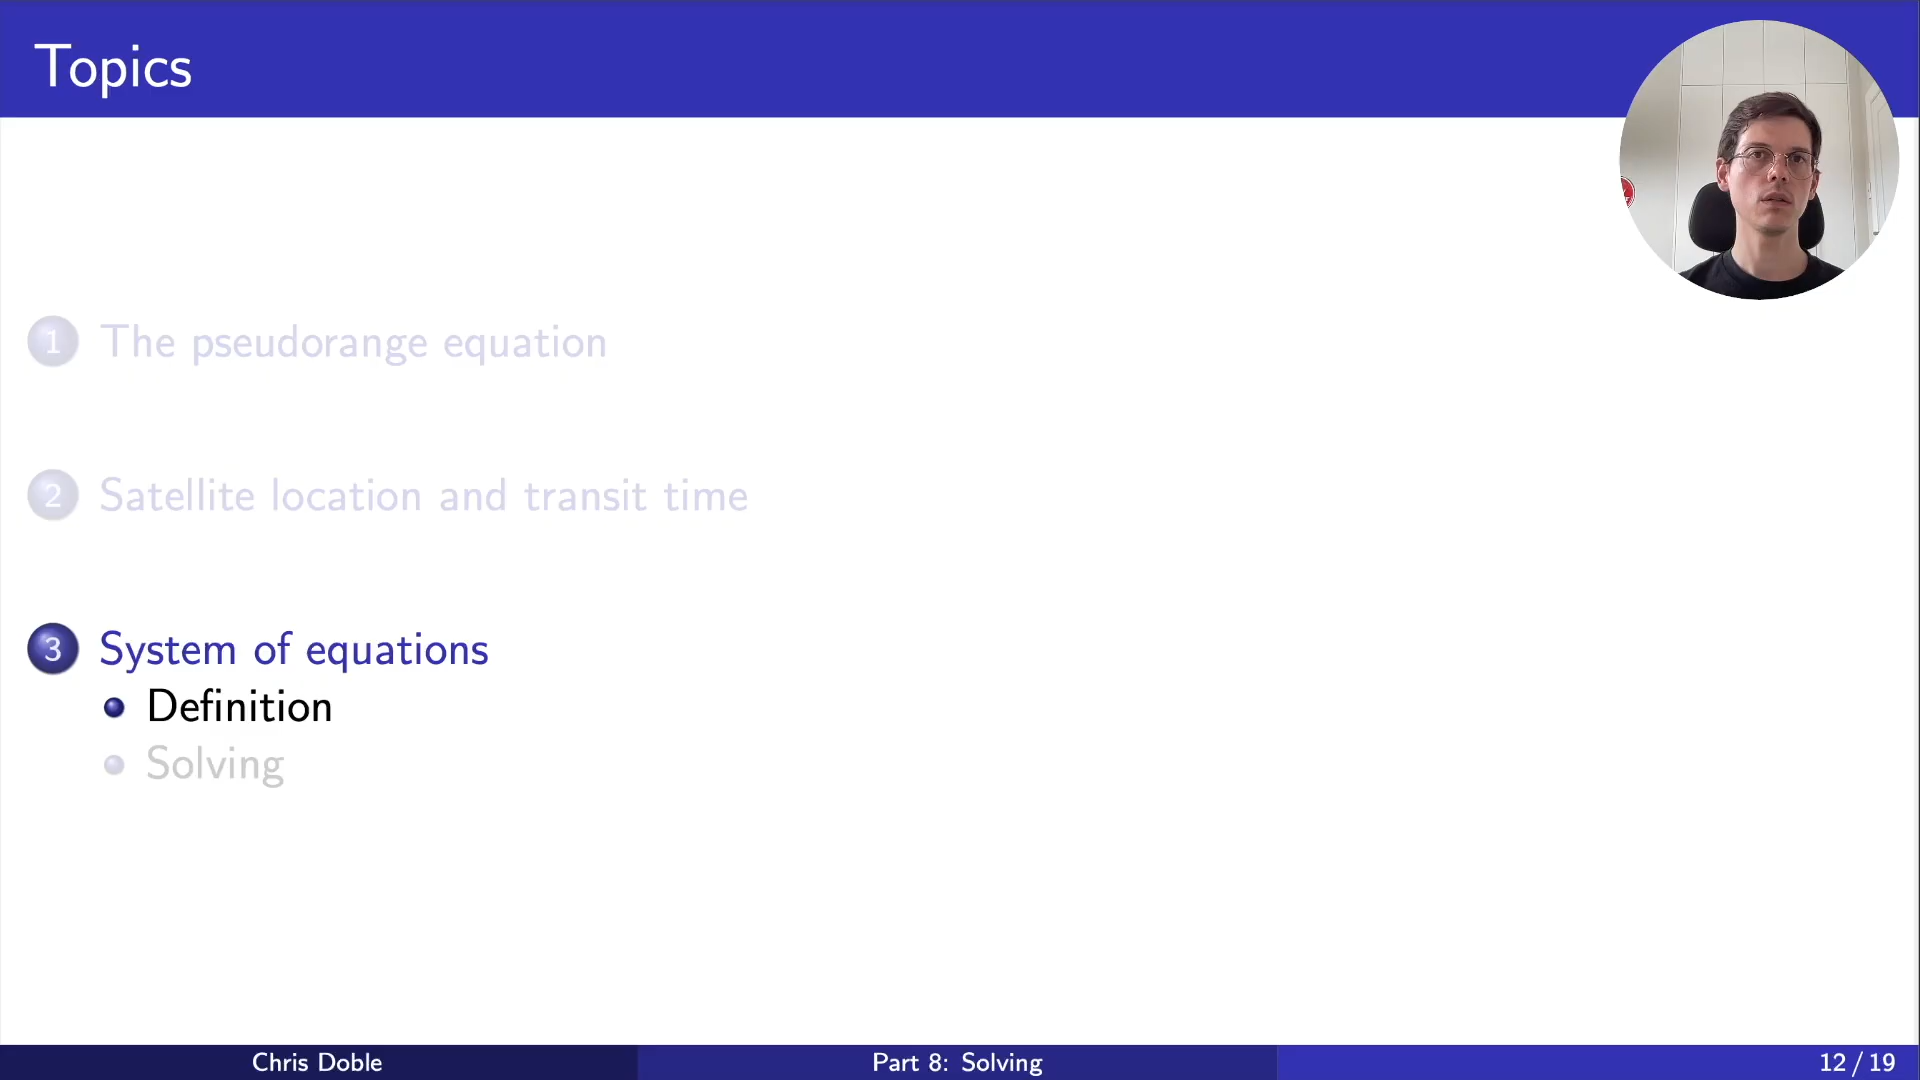 Topics
1 The pseudorange equation
2 Satellite location and transit time
3 System of equations
Definition
Solving
Chris Doble
Part 8: Solving
12 / 19